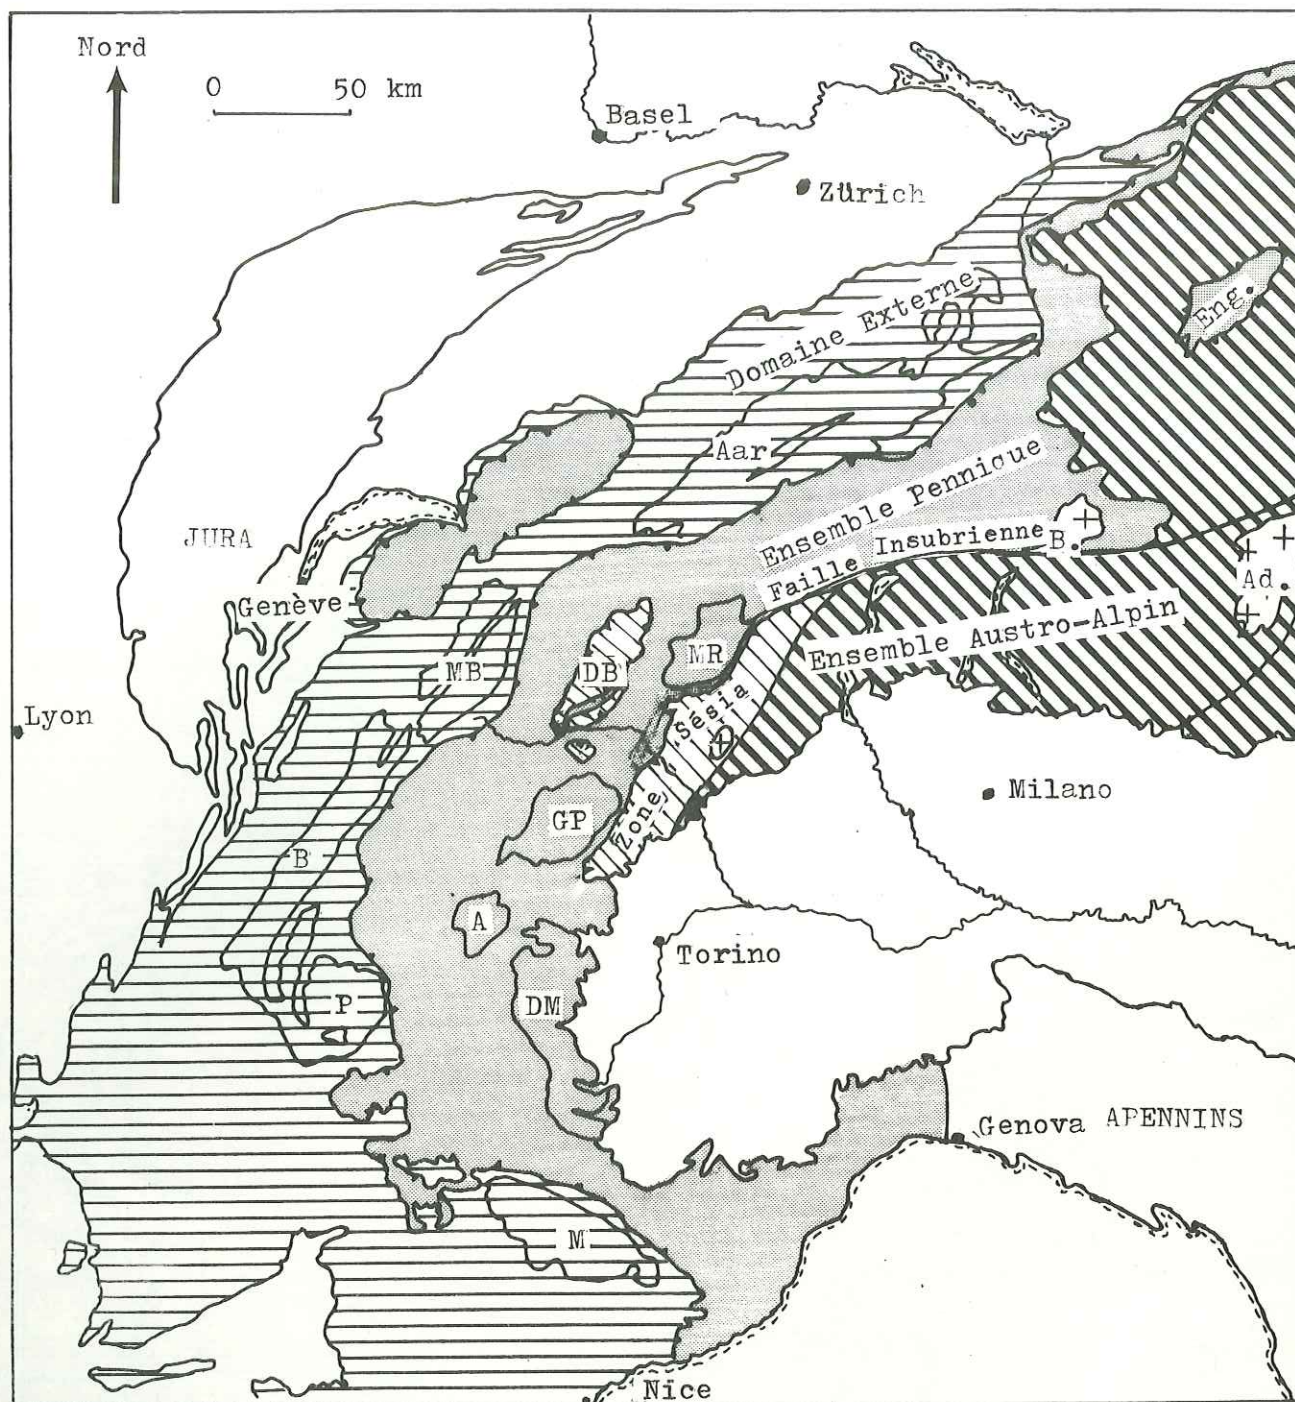 Nord
0 50 km
Basel
Zürich
Domaine Externe
Eng.
Aar
Ensemble Pennique
JURA
Faille Insubrienne
B.
Ad.
Genève
Ensemble Austro-Alpin
MB
DB
MR
Lyon
Zone Sésia
Milano
GP
B
A
Torino
P
DM
Genova APENNINS
M
Nice